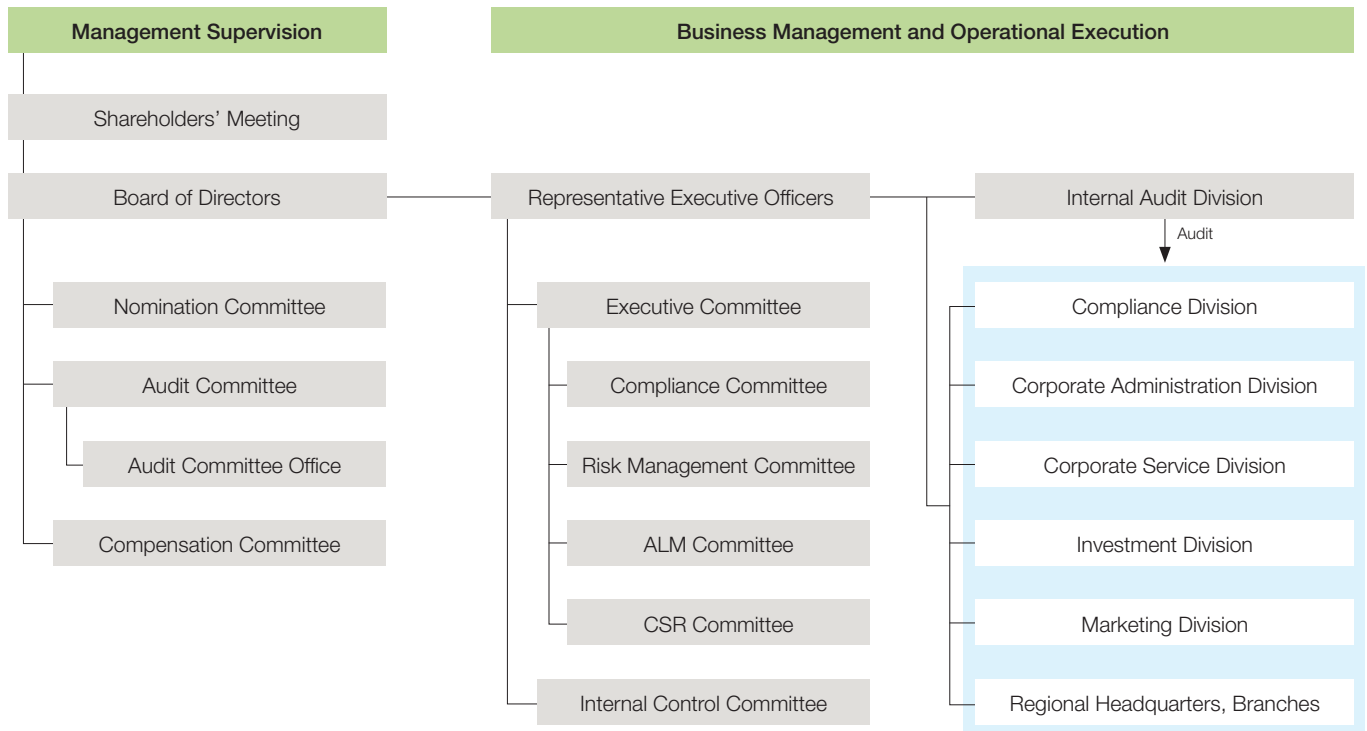 Management Supervision
Business Management and Operational Execution
Shareholders’ Meeting
Board of Directors
Representative Executive Officers
Internal Audit Division
Audit
Nomination Committee
Executive Committee
Compliance Division
Audit Committee
Compliance Committee
Corporate Administration Division
Audit Committee Office
Risk Management Committee
Corporate Service Division
Compensation Committee
ALM Committee
Investment Division
CSR Committee
Marketing Division
Internal Control Committee
Regional Headquarters, Branches